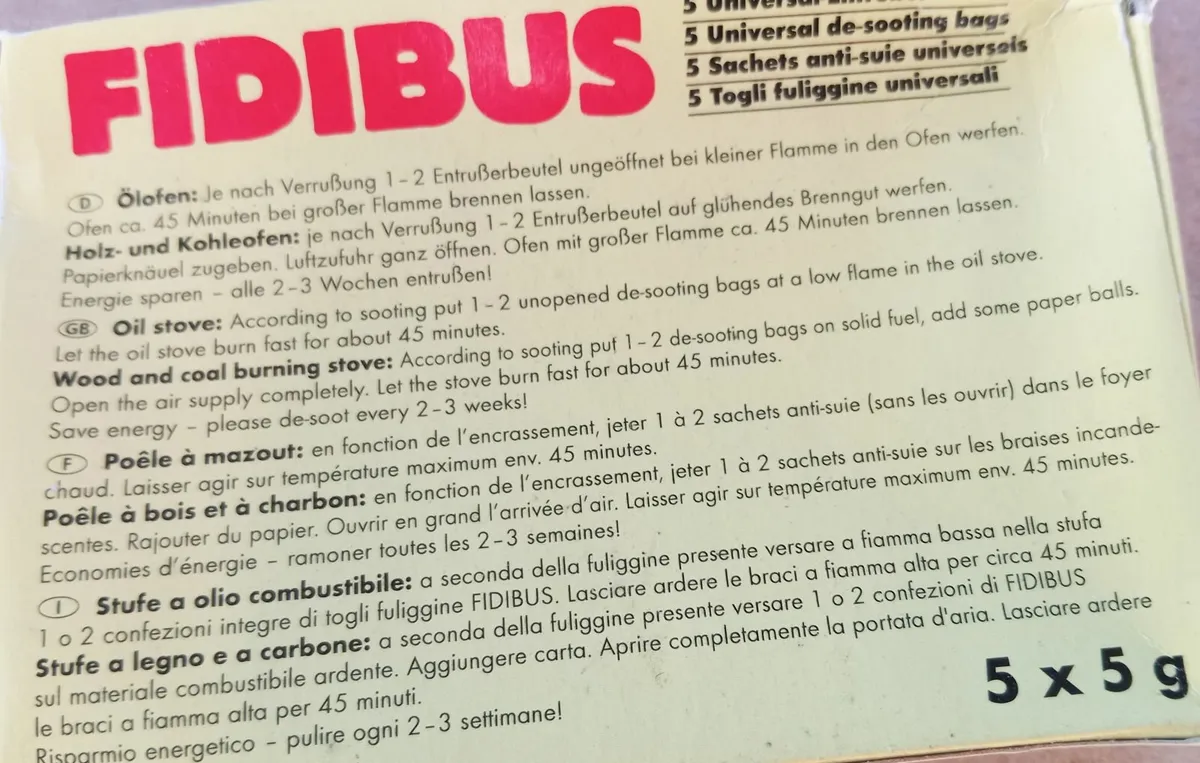 FIDIBUS
5 Universal de-sooting bags
5 Sachets anti-suie universels
5 Togli fuliggine universali
D Ölofen: Je nach Verrußung 1 – 2 Entrußerbeutel ungeöffnet bei kleiner Flamme in den Ofen werfen.
Ofen ca. 45 Minuten bei großer Flamme brennen lassen.
Holz- und Kohleofen: je nach Verrußung 1 – 2 Entrußerbeutel auf glühendes Brenngut werfen.
Papierknäuel zugeben. Luftzufuhr ganz öffnen. Ofen mit großer Flamme ca. 45 Minuten brennen lassen.
Energie sparen – alle 2 – 3 Wochen entrußen!
GB Oil stove: According to sooting put 1 – 2 unopened de-sooting bags at a low flame in the oil stove.
Let the oil stove burn fast for about 45 minutes.
Wood and coal burning stove: According to sooting put 1 – 2 de-sooting bags on solid fuel, add some paper balls.
Open the air supply completely. Let the stove burn fast for about 45 minutes.
Save energy – please de-soot every 2 – 3 weeks!
F Poêle à mazout: en fonction de l'encrassement, jeter 1 à 2 sachets anti-suie (sans les ouvrir) dans le foyer
chaud. Laisser agir sur température maximum env. 45 minutes.
Poêle à bois et à charbon: en fonction de l'encrassement, jeter 1 à 2 sachets anti-suie sur les braises incande-
scentes. Rajouter du papier. Ouvrir en grand l'arrivée d'air. Laisser agir sur température maximum env. 45 minutes.
Economies d'énergie – ramoner toutes les 2 – 3 semaines!
I Stufe a olio combustibile: a seconda della fuliggine presente versare a fiamma bassa nella stufa
1 o 2 confezioni integre di togli fuliggine FIDIBUS. Lasciare ardere le braci a fiamma alta per circa 45 minuti.
Stufe a legno e a carbone: a seconda della fuliggine presente versare 1 o 2 confezioni di FIDIBUS
sul materiale combustibile ardente. Aggiungere carta. Aprire completamente la portata d'aria. Lasciare ardere
le braci a fiamma alta per 45 minuti.
Risparmio energetico – pulire ogni 2 – 3 settimane!
5 x 5 g